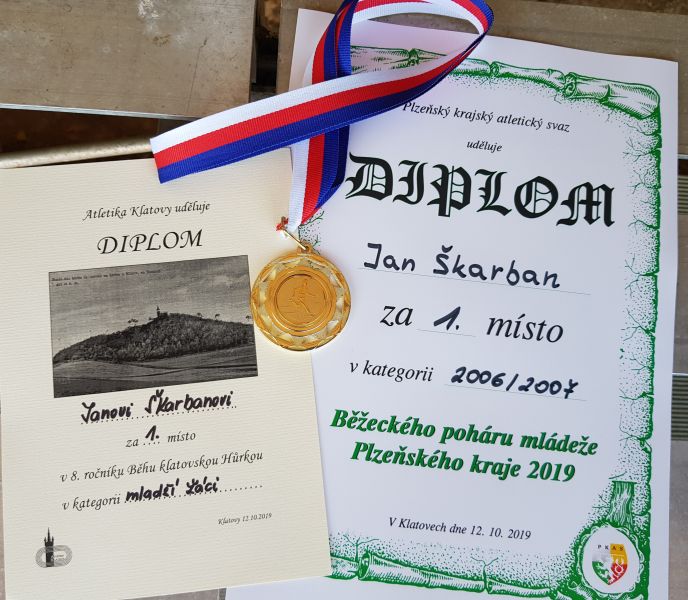 Atletika Klatovy uděluje
DIPLOM
Janovi Škarbanovi
za 1. místo
v 8. ročníku Běhu klatovskou Hůrkou
v kategorii mladší žáci
Klatovy 12.10.2019
Plzeňský krajský atletický svaz
uděluje
DIPLOM
Jan Škarban
za 1. místo
v kategorii 2006/2007
Běžeckého poháru mládeže
Plzeňského kraje 2019
V Klatovech dne 12. 10. 2019
PKAS